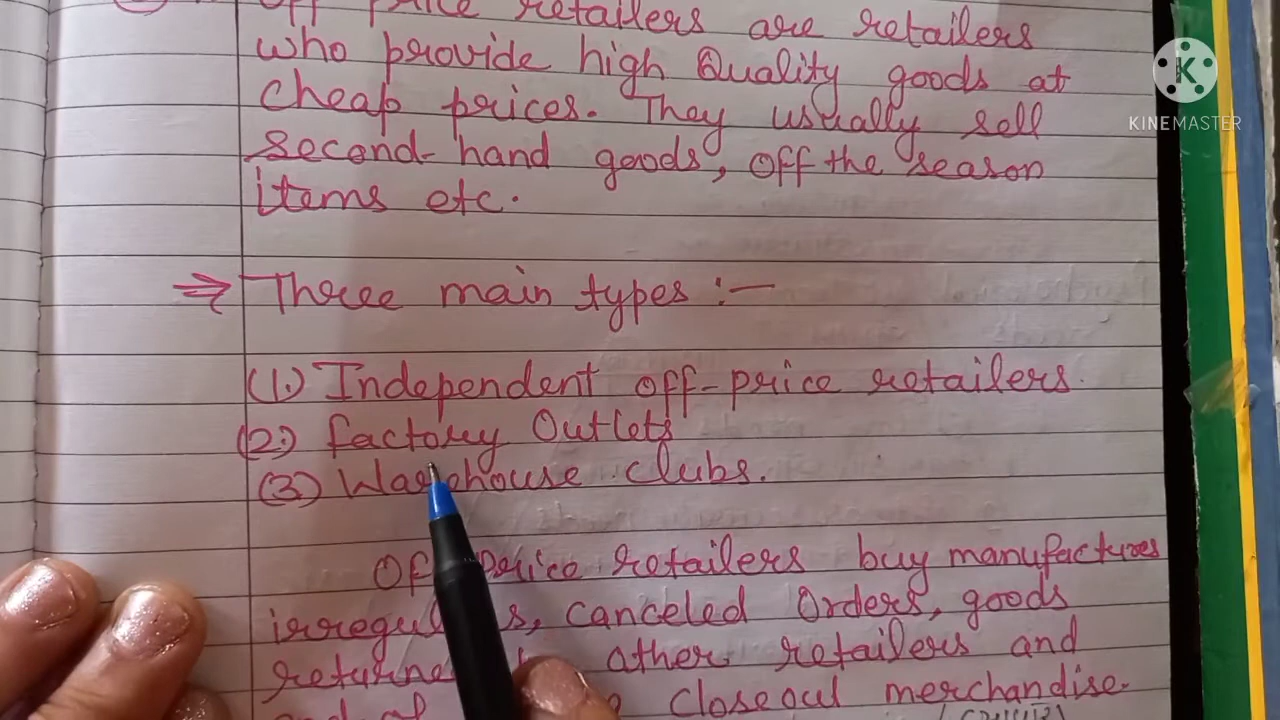 Off price retailers are retailers
who provide high Quality goods at
cheap prices. They usually sell
second-hand goods, off the season
items etc.
⇒ Three main types :-
(1.) Independent off-price retailers.
(2.) factory Outlets
(3) Warehouse clubs.
price retailers buy manufactures
canceled orders, goods
other retailers and
closeout merchandise.
KINEMASTER